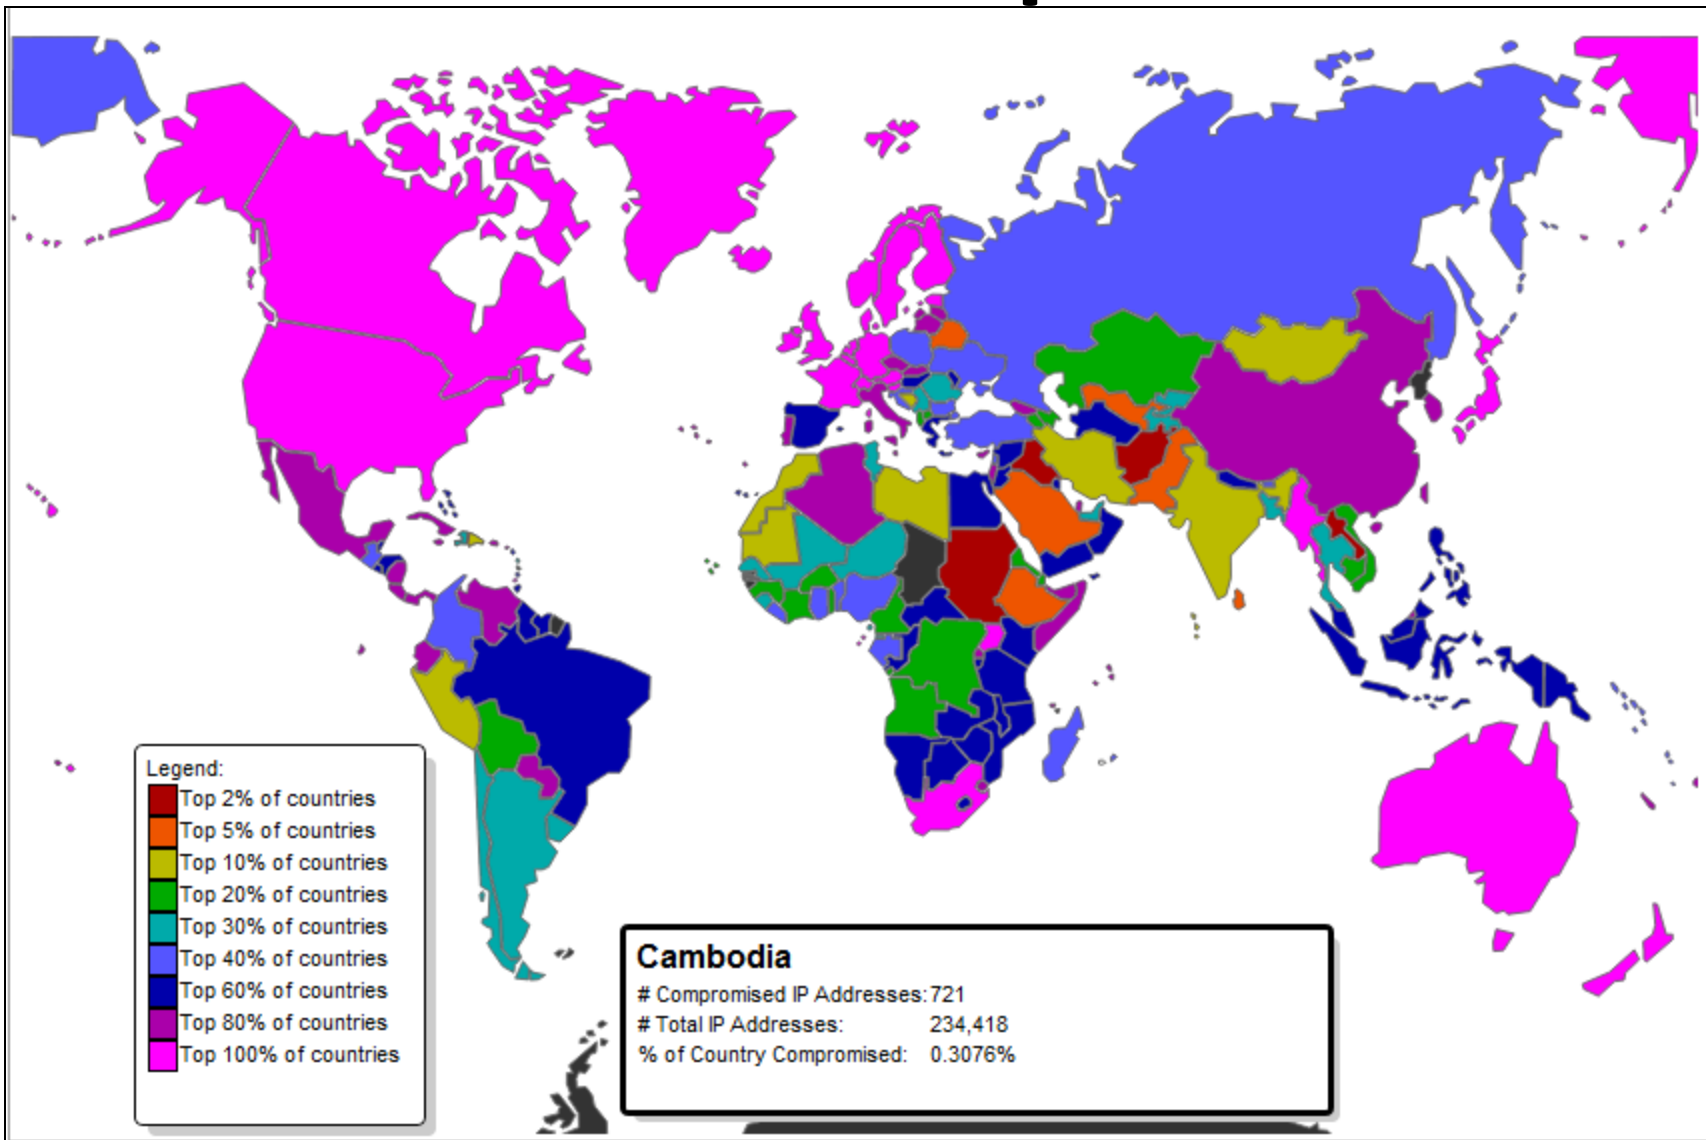 Legend:
Top 2% of countries
Top 5% of countries
Top 10% of countries
Top 20% of countries
Top 30% of countries
Top 40% of countries
Top 60% of countries
Top 80% of countries
Top 100% of countries
Cambodia
# Compromised IP Addresses: 721
# Total IP Addresses: 234,418
% of Country Compromised: 0.3076%